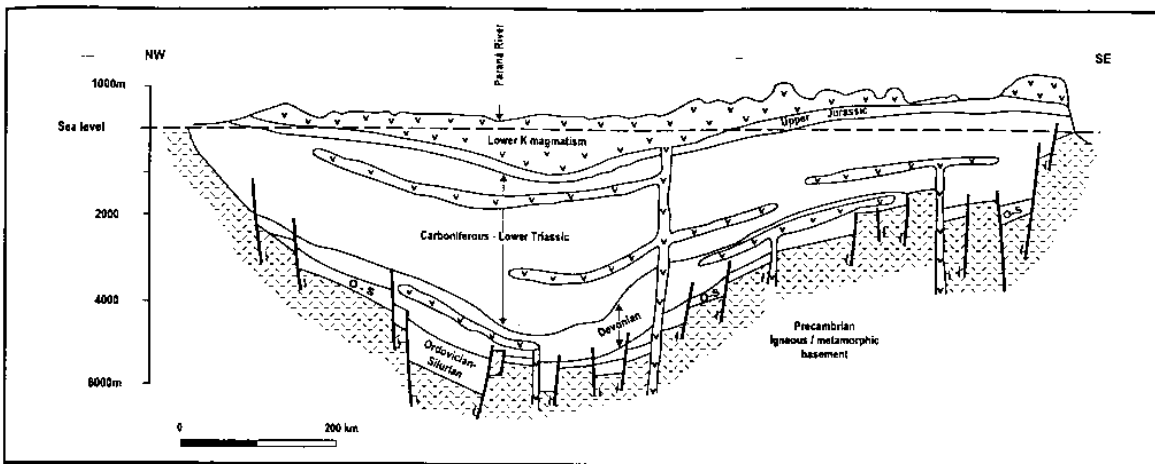 NW
Paraná River
SE
1000m
Sea level
Upper Jurassic
Lower K magmatism
2000
Carboniferous - Lower Triassic
O-S
4000
O-S
Devonian
O-S
Ordovician-
Silurian
Precambrian
Igneous / metamorphic
basement
6000m
0
200 km